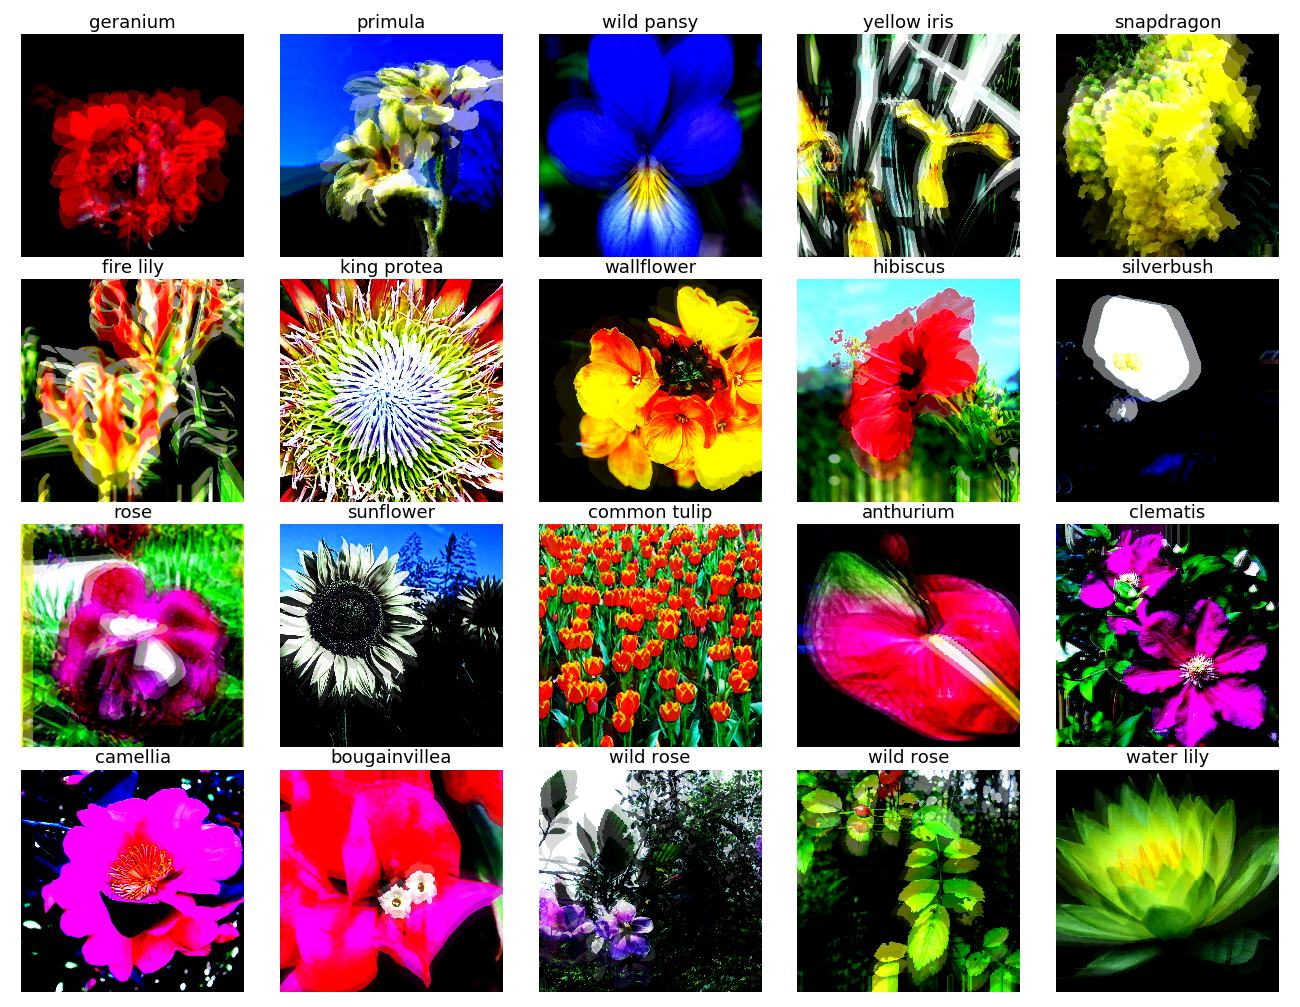 geranium
primula
wild pansy
yellow iris
snapdragon
fire lily
king protea
wallflower
hibiscus
silverbush
rose
sunflower
common tulip
anthurium
clematis
camellia
bougainvillea
wild rose
wild rose
water lily